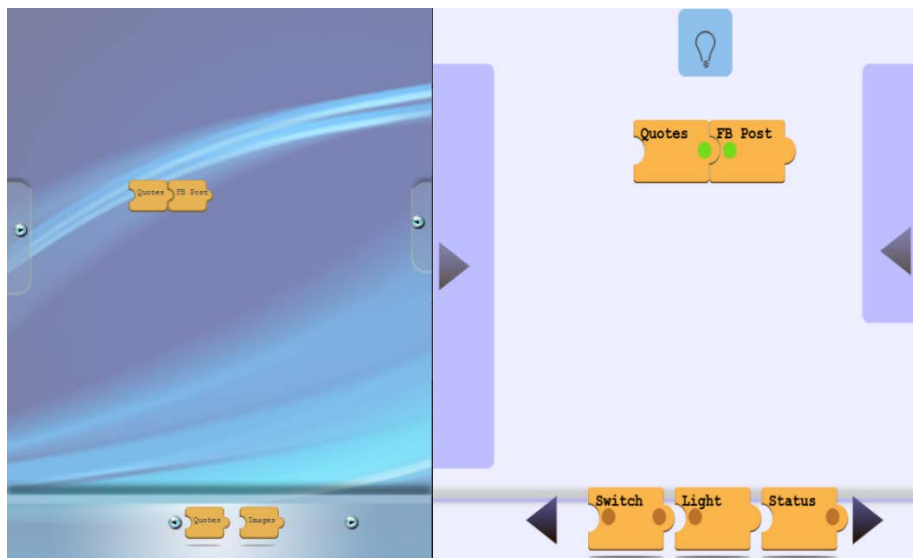 Quotes FB Post
Quotes Images
Quotes FB Post
Switch Light Status